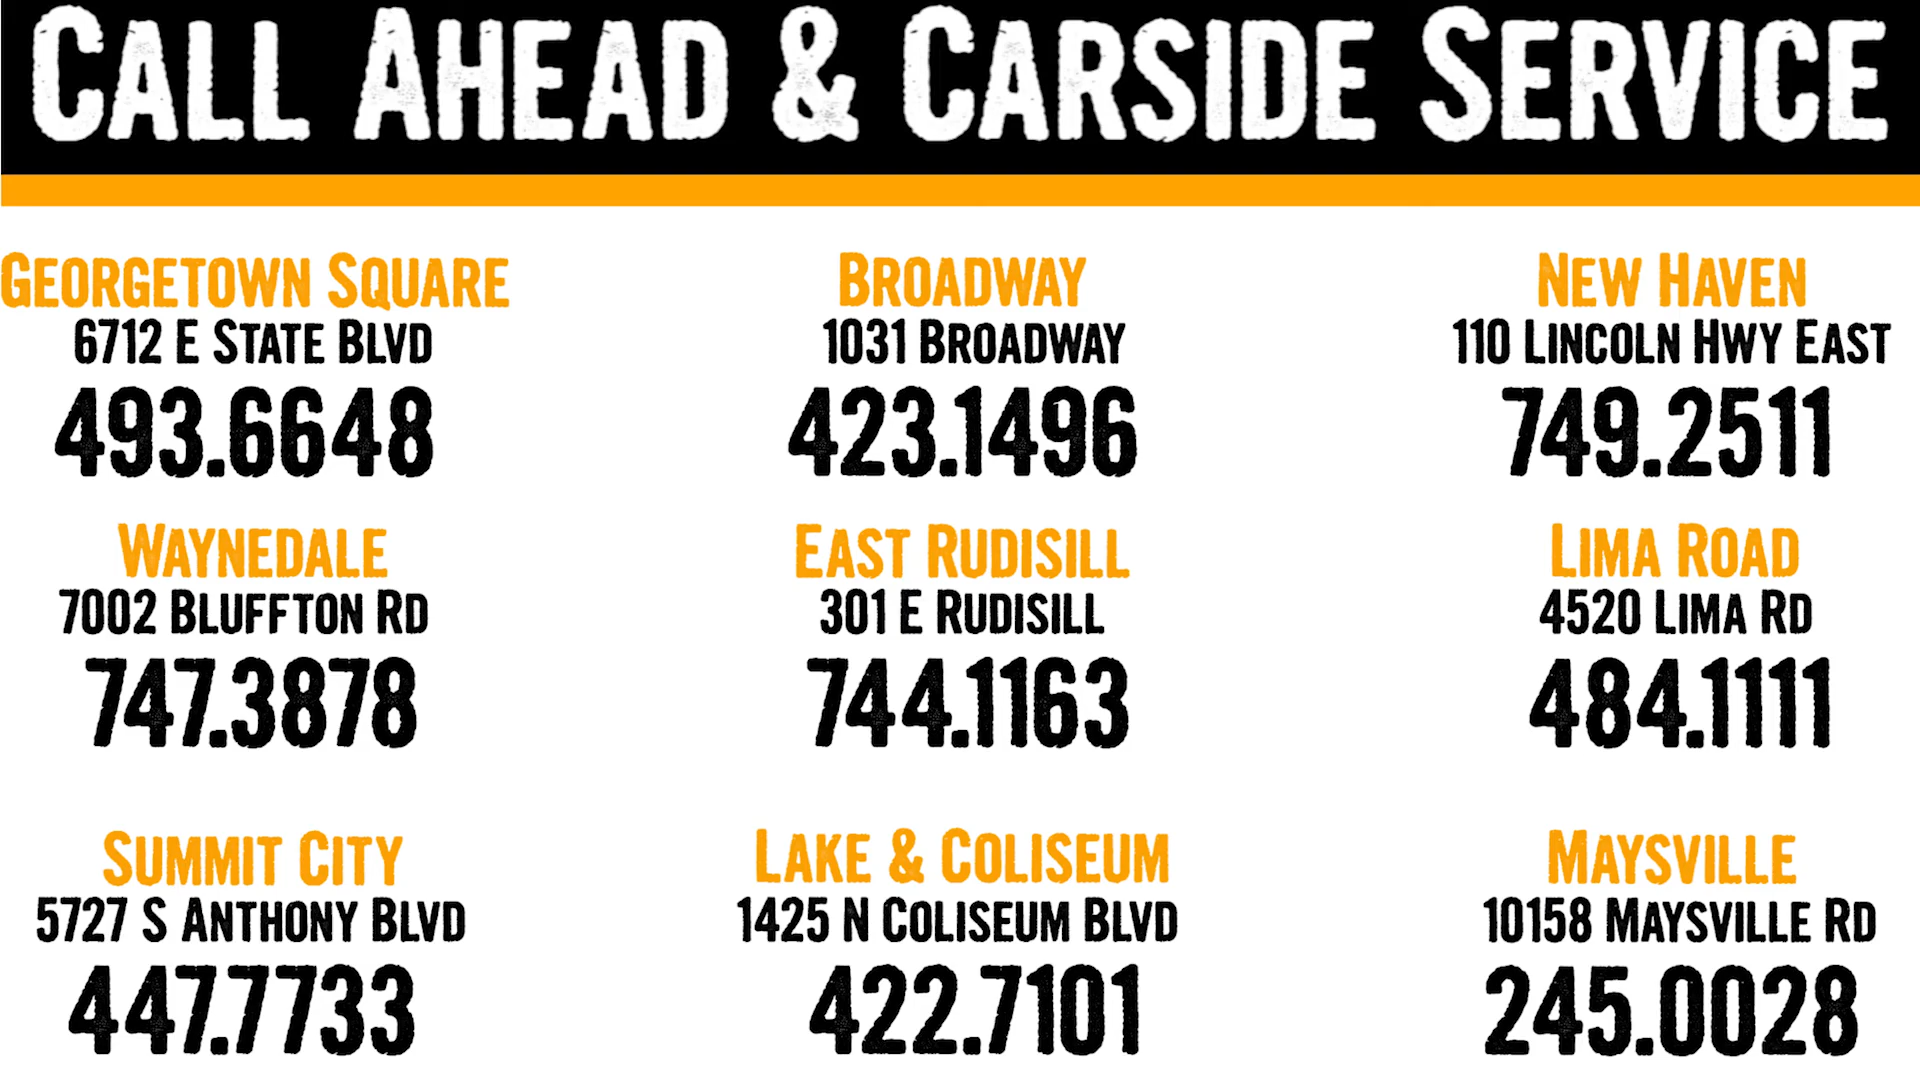 Call Ahead & Carside Service
Georgetown Square
6712 E State Blvd
493.6648
Broadway
1031 Broadway
423.1496
New Haven
110 Lincoln Hwy East
749.2511
Waynedale
7002 Bluffton Rd
747.3878
East Rudisill
301 E Rudisill
744.1163
Lima Road
4520 Lima Rd
484.1111
Summit City
5727 S Anthony Blvd
447.7733
Lake & Coliseum
1425 N Coliseum Blvd
422.7101
Maysville
10158 Maysville Rd
245.0028